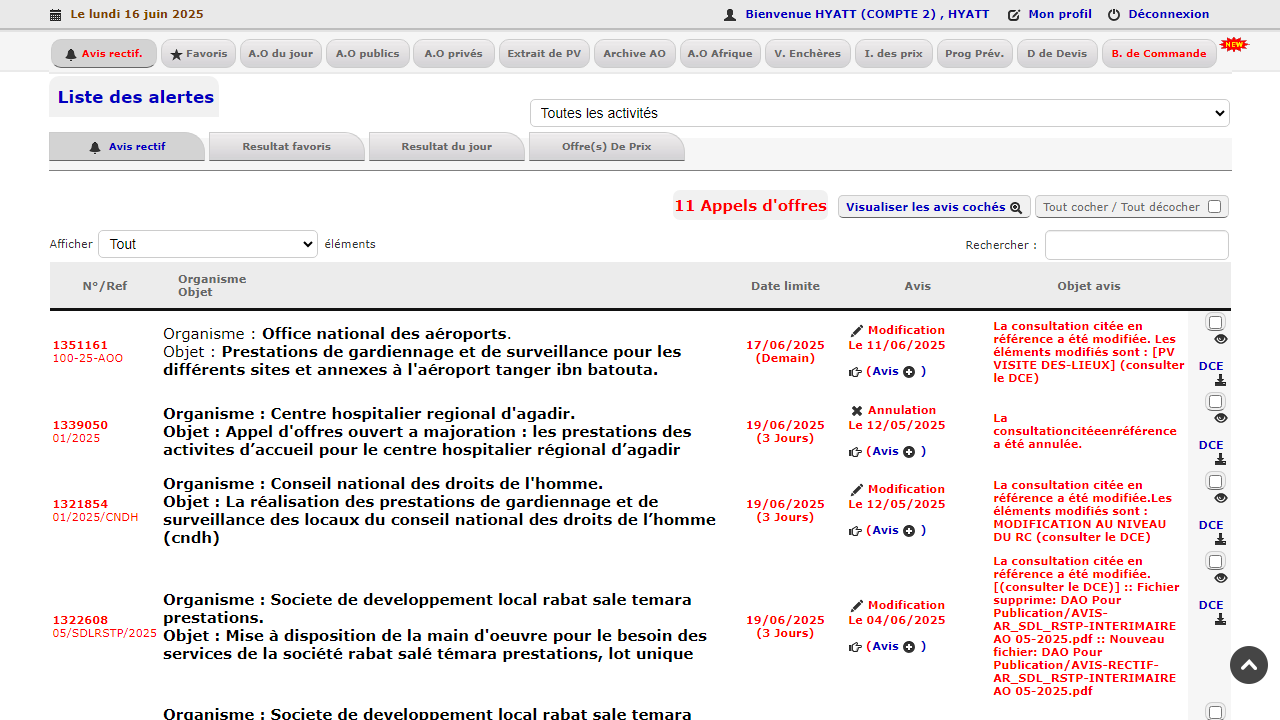 Le lundi 16 juin 2025
Bienvenue HYATT (COMPTE 2) , HYATT
Mon profil
Déconnexion
Avis rectif.
Favoris
A.O du jour
A.O publics
A.O privés
Extrait de PV
Archive AO
A.O Afrique
V. Enchères
I. des prix
Prog Prév.
D de Devis
B. de Commande
NEW
Liste des alertes
Toutes les activités
Avis rectif
Resultat favoris
Resultat du jour
Offre(s) De Prix
11 Appels d'offres
Visualiser les avis cochés
Tout cocher / Tout décocher
Afficher Tout éléments
Rechercher :
N°/Ref
Organisme
Objet
Date limite
Avis
Objet avis
1351161
100-25-AOO
Organisme : Office national des aéroports.
Objet : Prestations de gardiennage et de surveillance pour les
différents sites et annexes à l'aéroport tanger ibn batouta.
17/06/2025
(Demain)
Modification
Le 11/06/2025
(Avis )
La consultation citée en
référence a été modifiée. Les
éléments modifiés sont : [PV
VISITE DES-LIEUX] (consulter
le DCE)
DCE
1339050
01/2025
Organisme : Centre hospitalier regional d'agadir.
Objet : Appel d'offres ouvert a majoration : les prestations des
activites d’accueil pour le centre hospitalier régional d’agadir
19/06/2025
(3 Jours)
Annulation
Le 12/05/2025
(Avis )
La
consultationcitéeenréférence
a été annulée.
DCE
1321854
01/2025/CNDH
Organisme : Conseil national des droits de l'homme.
Objet : La réalisation des prestations de gardiennage et de
surveillance des locaux du conseil national des droits de l’homme
(cndh)
19/06/2025
(3 Jours)
Modification
Le 12/05/2025
(Avis )
La consultation citée en
référence a été modifiée.Les
éléments modifiés sont :
MODIFICATION AU NIVEAU
DU RC (consulter le DCE)
DCE
1322608
05/SDLRSTP/2025
Organisme : Societe de developpement local rabat sale temara
prestations.
Objet : Mise à disposition de la main d'oeuvre pour le besoin des
services de la société rabat salé témara prestations, lot unique
19/06/2025
(3 Jours)
Modification
Le 04/06/2025
(Avis )
La consultation citée en
référence a été modifiée.
[(consulter le DCE)] :: Fichier
supprime: DAO Pour
Publication/AVIS-
AR_SDL_RSTP-INTERIMAIRE
AO 05-2025.pdf :: Nouveau
fichier: DAO Pour
Publication/AVIS-RECTIF-
AR_SDL_RSTP-INTERIMAIRE
AO 05-2025.pdf
DCE
Organisme : Societe de developpement local rabat sale temara